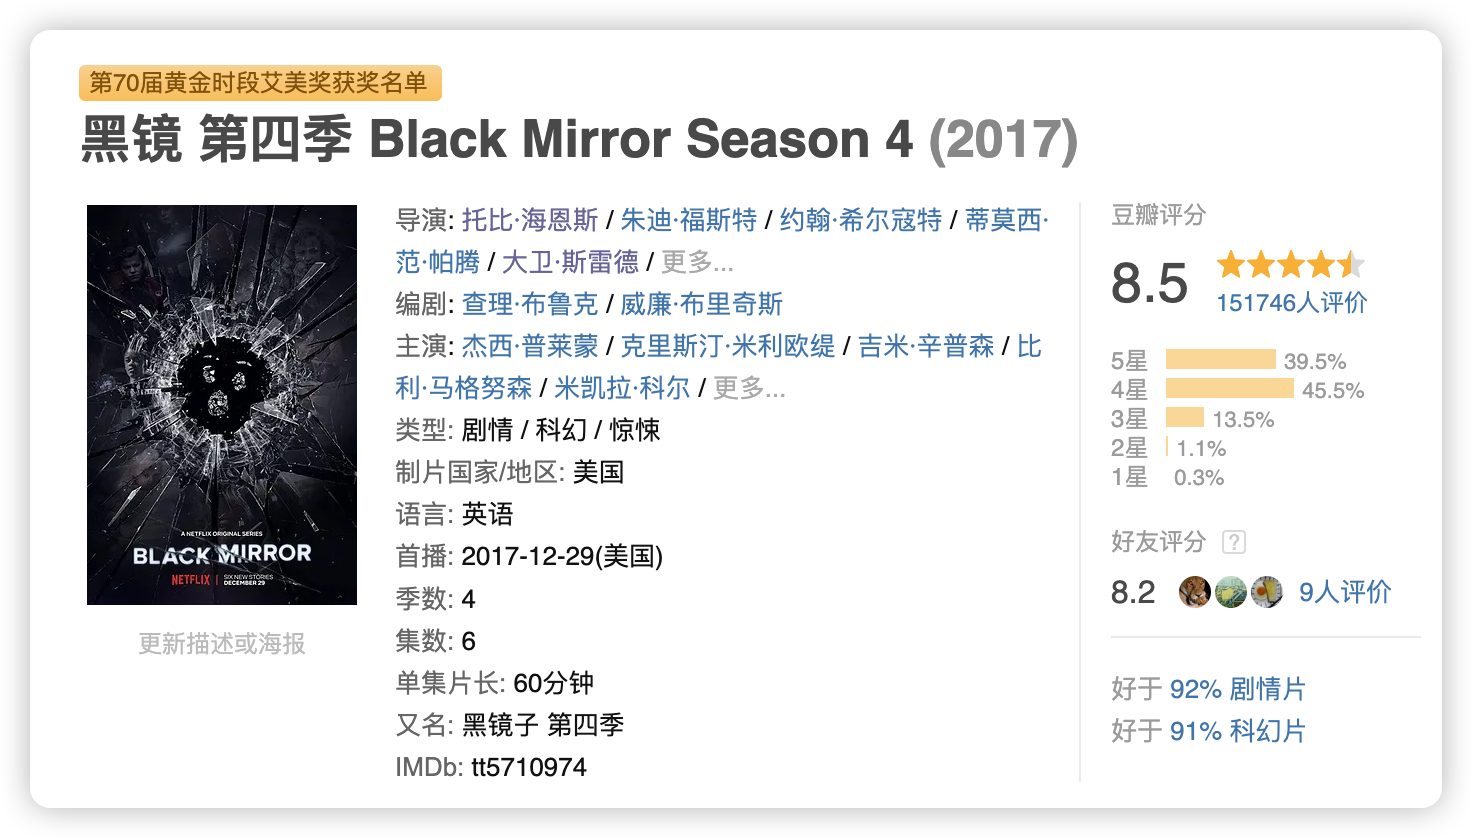 第70届黄金时段艾美奖获奖名单
黑镜 第四季 Black Mirror Season 4 (2017)
A NETFLIX ORIGINAL SERIES
BLACK MIRROR
NETFLIX | SIX NEW STORIES
DECEMBER 29
更新描述或海报
导演: 托比·海恩斯 / 朱迪·福斯特 / 约翰·希尔寇特 / 蒂莫西·
范·帕腾 / 大卫·斯雷德 / 更多...
编剧: 查理·布鲁克 / 威廉·布里奇斯
主演: 杰西·普莱蒙 / 克里斯汀·米利欧缇 / 吉米·辛普森 / 比
利·马格努森 / 米凯拉·科尔 / 更多...
类型: 剧情 / 科幻 / 惊悚
制片国家/地区: 美国
语言: 英语
首播: 2017-12-29(美国)
季数: 4
集数: 6
单集片长: 60分钟
又名: 黑镜子 第四季
IMDb: tt5710974
豆瓣评分
8.5
151746人评价
5星 39.5%
4星 45.5%
3星 13.5%
2星 1.1%
1星 0.3%
好友评分 ?
8.2 9人评价
好于 92% 剧情片
好于 91% 科幻片